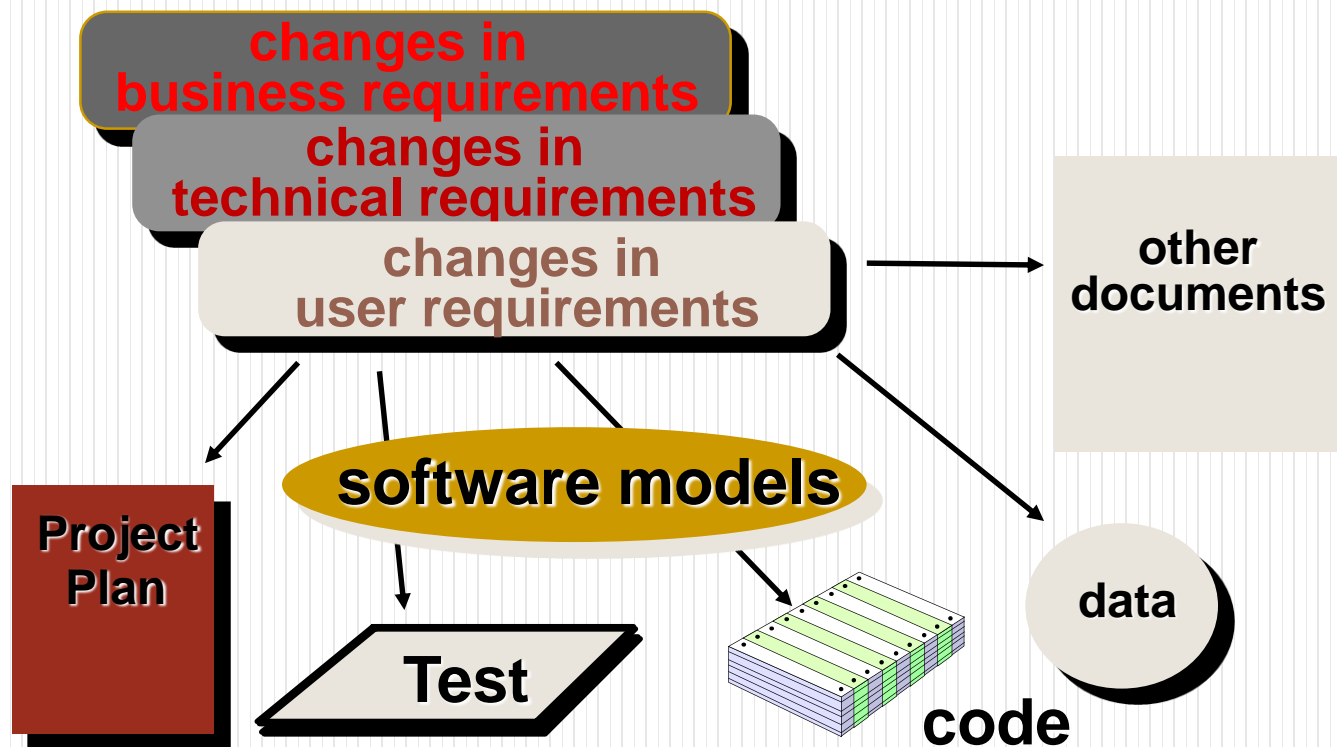 changes in
business requirements
changes in
technical requirements
changes in
user requirements
other
documents
software models
Project
Plan
data
Test
code